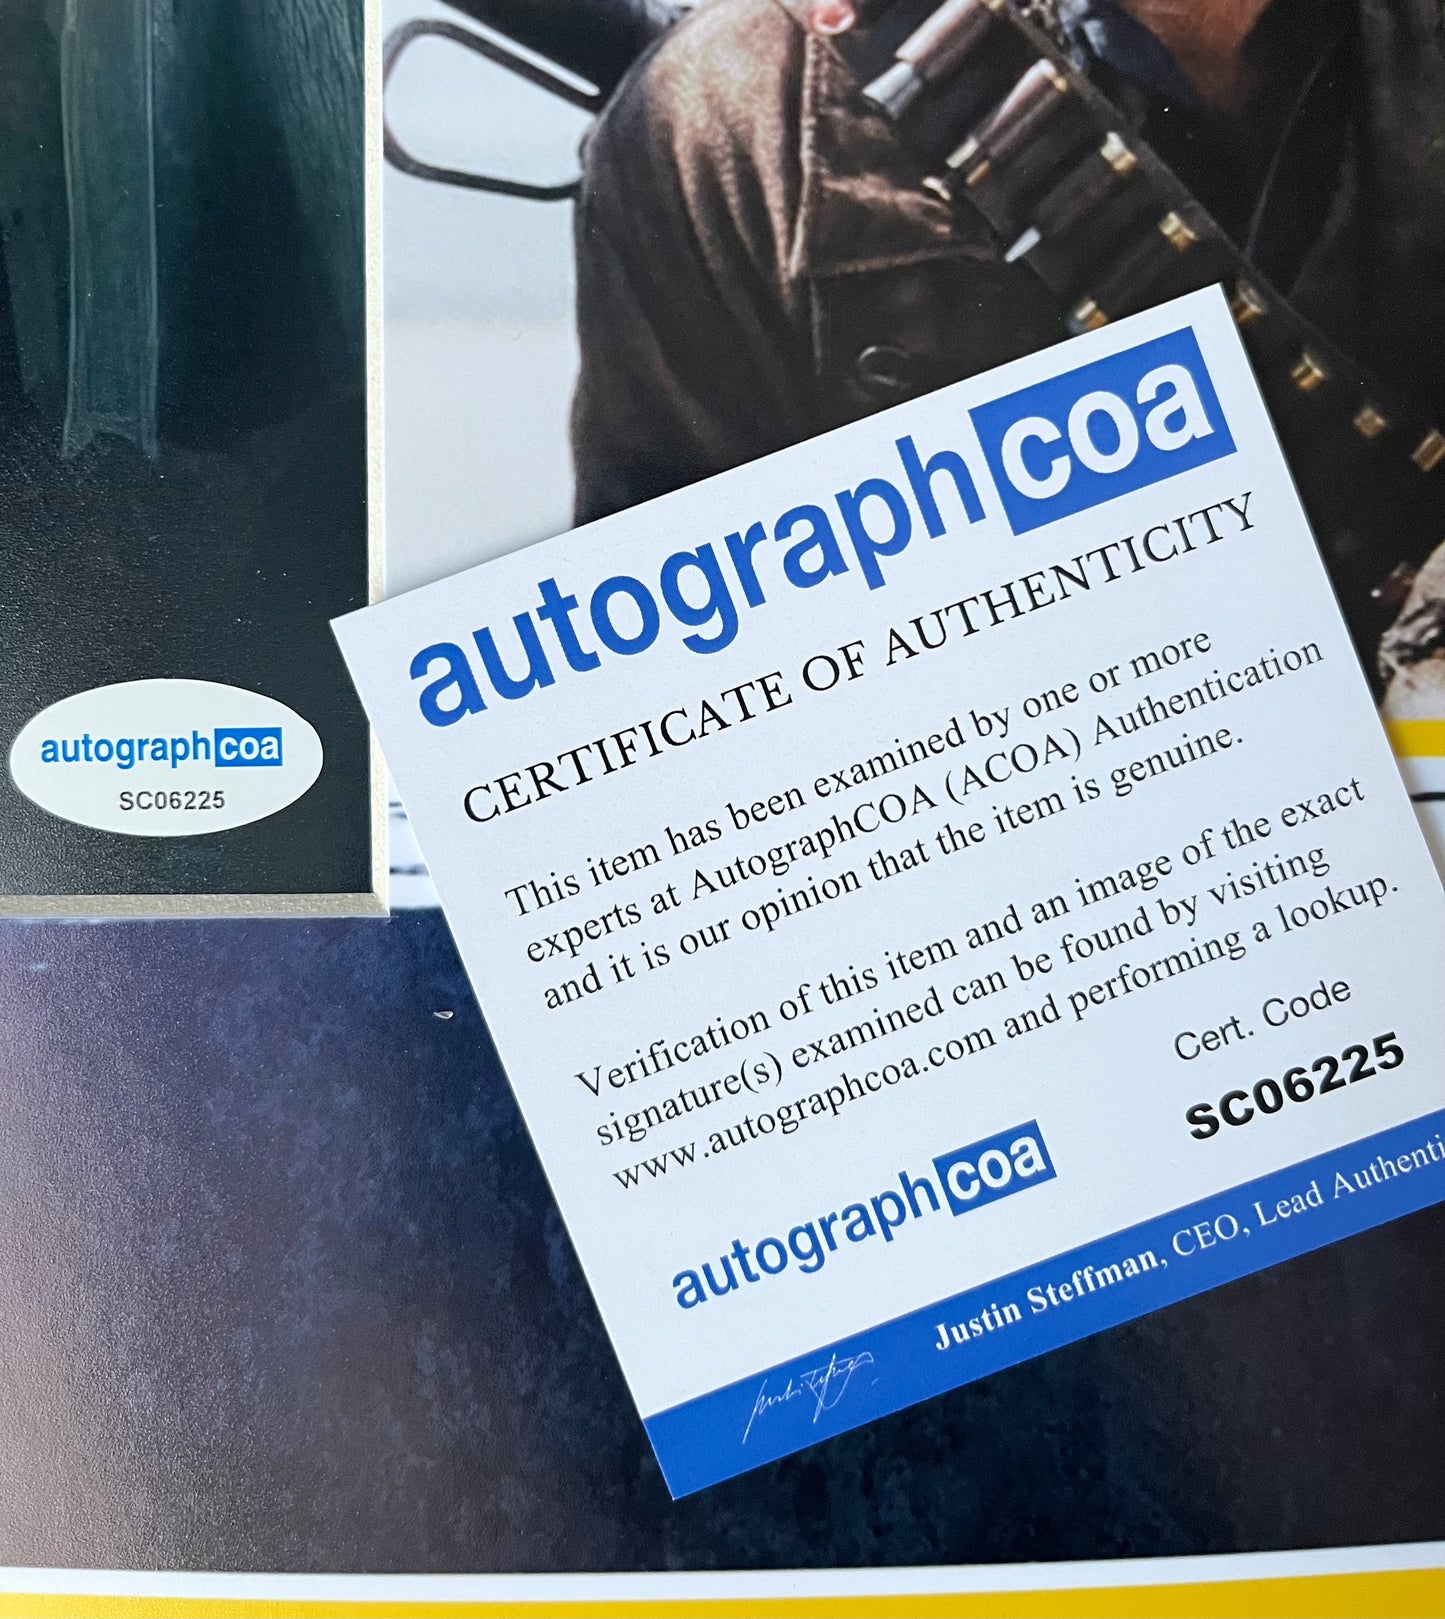 autographcoa
SC06225
autographcoa
CERTIFICATE OF AUTHENTICITY
This item has been examined by one or more
experts at AutographCOA (ACOA) Authentication
and it is our opinion that the item is genuine.
Verification of this item and an image of the exact
signature(s) examined can be found by visiting
www.autographcoa.com and performing a lookup.
Cert. Code
SC06225
autographcoa
Justin Steffman, CEO, Lead Authenti